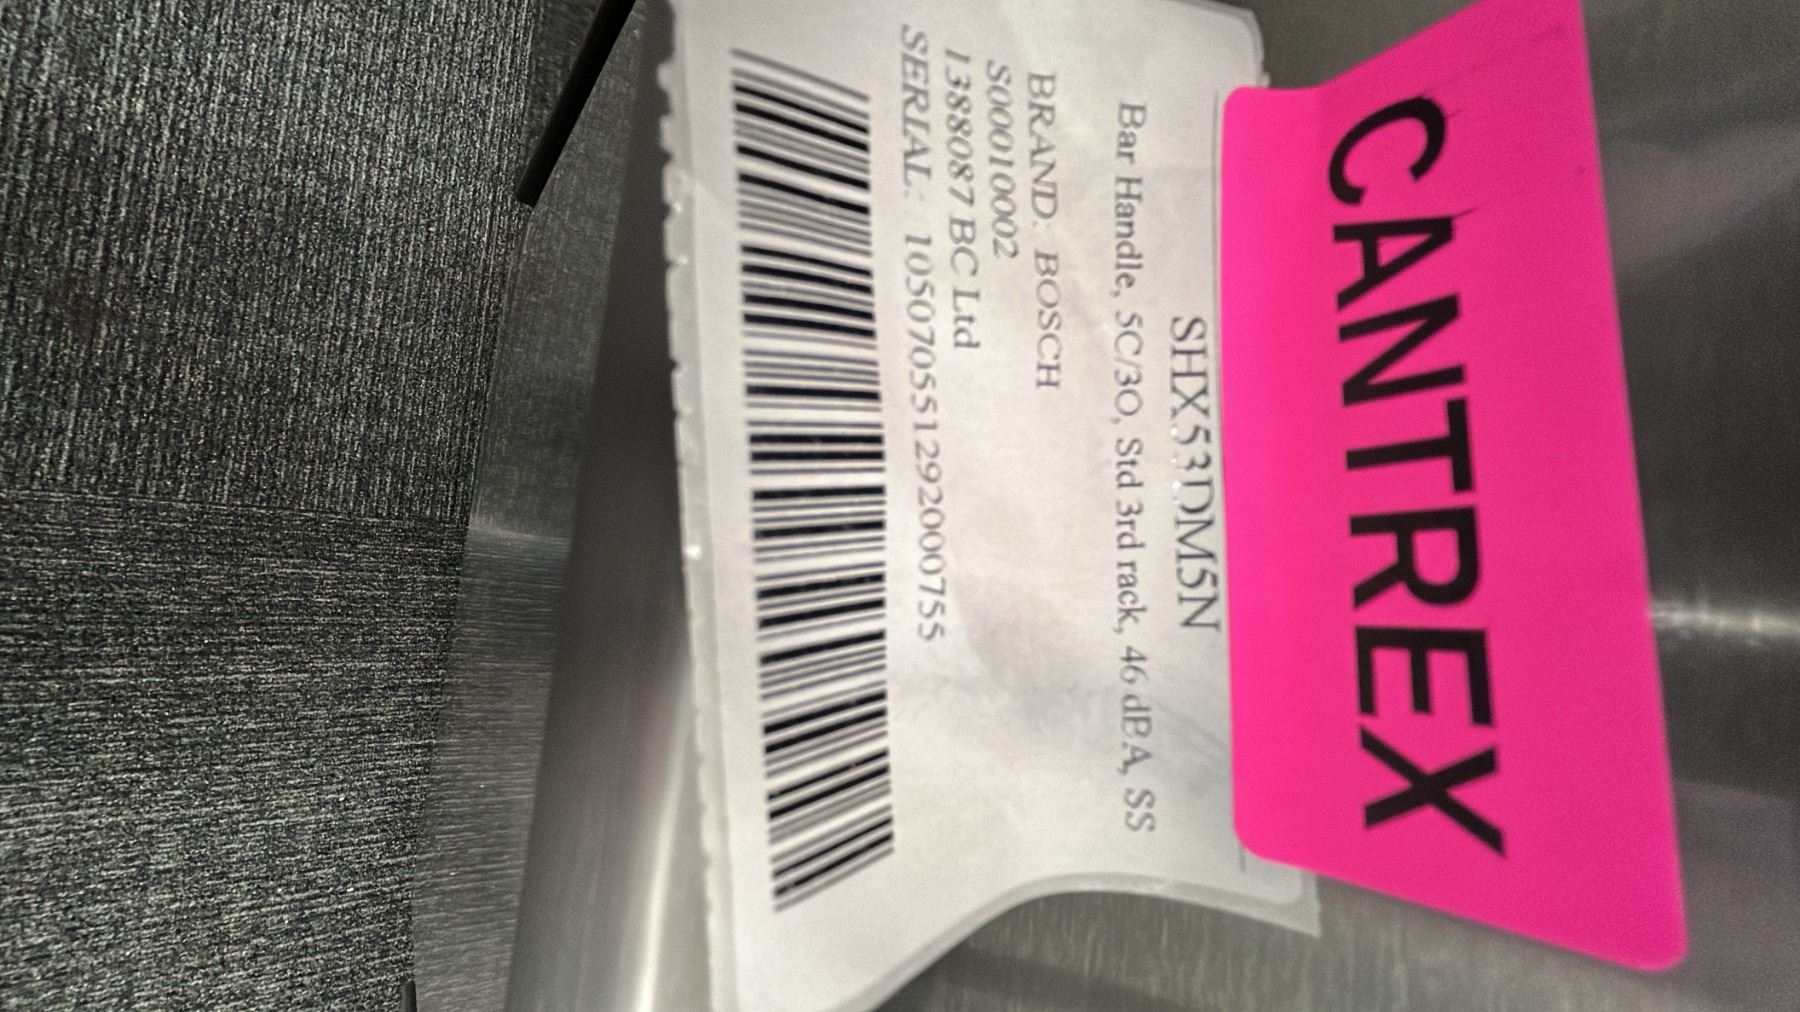 CANTREX
SHX53DM5N
Bar Handle, 5C/3O, Std 3rd rack, 46 dBA, SS
BRAND: BOSCH
S00010002
1388087 BC Ltd
SERIAL: 105070551292000755